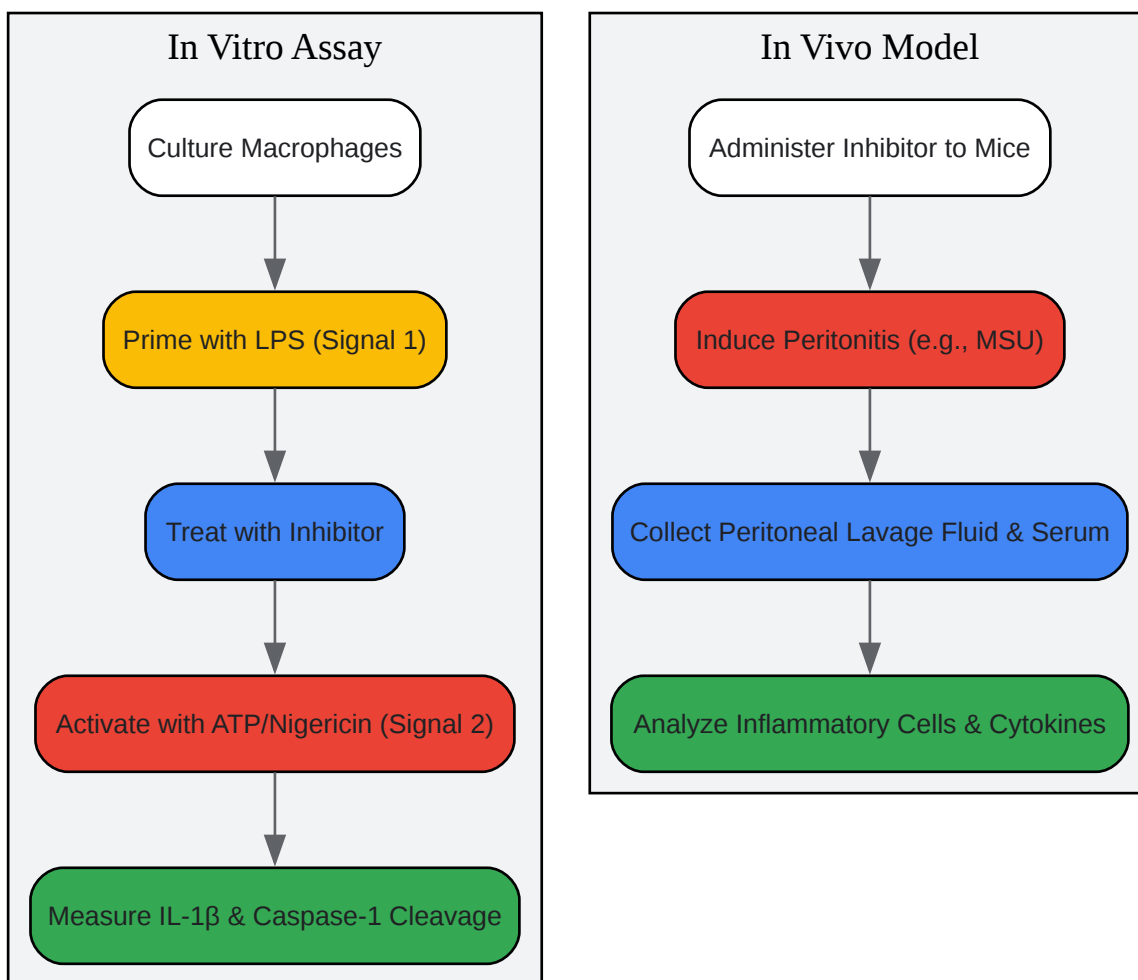 In Vitro Assay
Culture Macrophages
Prime with LPS (Signal 1)
Treat with Inhibitor
Activate with ATP/Nigericin (Signal 2)
Measure IL-1β & Caspase-1 Cleavage
In Vivo Model
Administer Inhibitor to Mice
Induce Peritonitis (e.g., MSU)
Collect Peritoneal Lavage Fluid & Serum
Analyze Inflammatory Cells & Cytokines